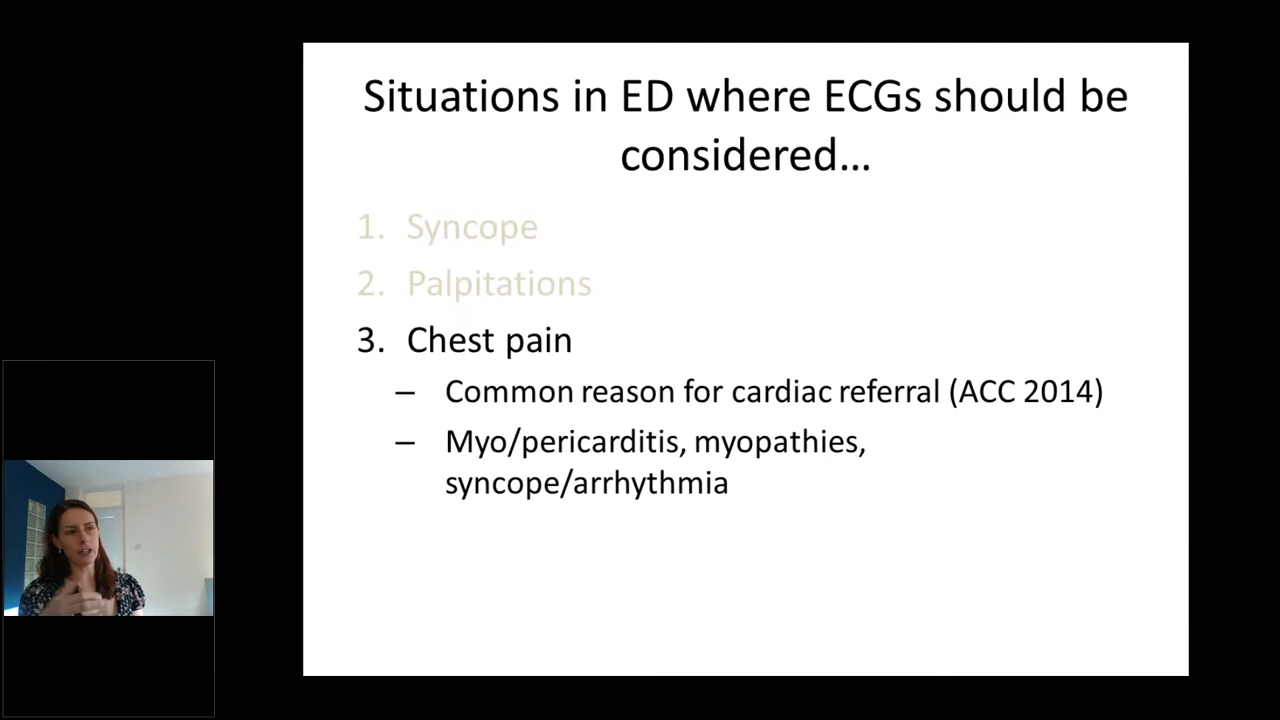 Situations in ED where ECGs should be
considered...
1. Syncope
2. Palpitations
3. Chest pain
– Common reason for cardiac referral (ACC 2014)
– Myo/pericarditis, myopathies,
syncope/arrhythmia